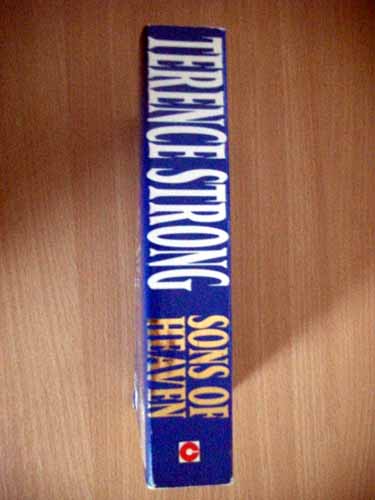 TERENCE STRONG
SONS OF
HEAVEN